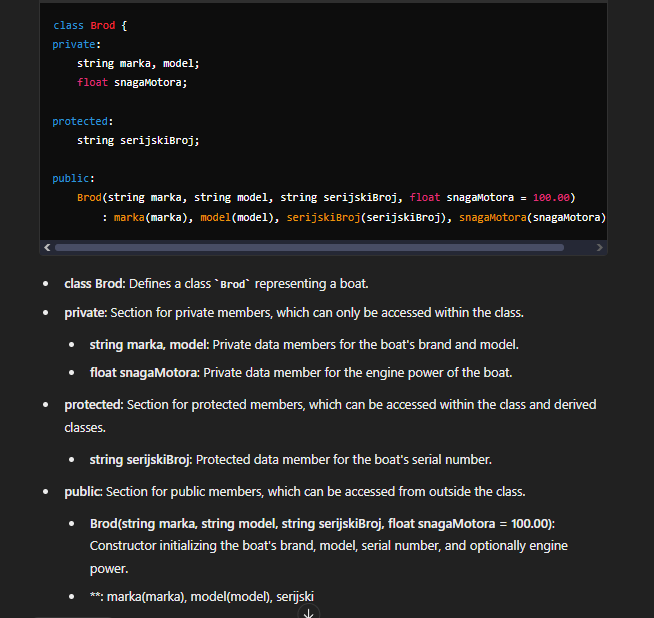 class Brod {
private:
string marka, model;
float snagaMotora;
protected:
string serijskiBroj;
public:
Brod(string marka, string model, string serijskiBroj, float snagaMotora = 100.00)
: marka(marka), model(model), serijskiBroj(serijskiBroj), snagaMotora(snagaMotora)
• class Brod: Defines a class `Brod` representing a boat.
• private: Section for private members, which can only be accessed within the class.
• string marka, model: Private data members for the boat's brand and model.
• float snagaMotora: Private data member for the engine power of the boat.
• protected: Section for protected members, which can be accessed within the class and derived
classes.
• string serijskiBroj: Protected data member for the boat's serial number.
• public: Section for public members, which can be accessed from outside the class.
• Brod(string marka, string model, string serijskiBroj, float snagaMotora = 100.00):
Constructor initializing the boat's brand, model, serial number, and optionally engine
power.
• **: marka(marka), model(model), serijski